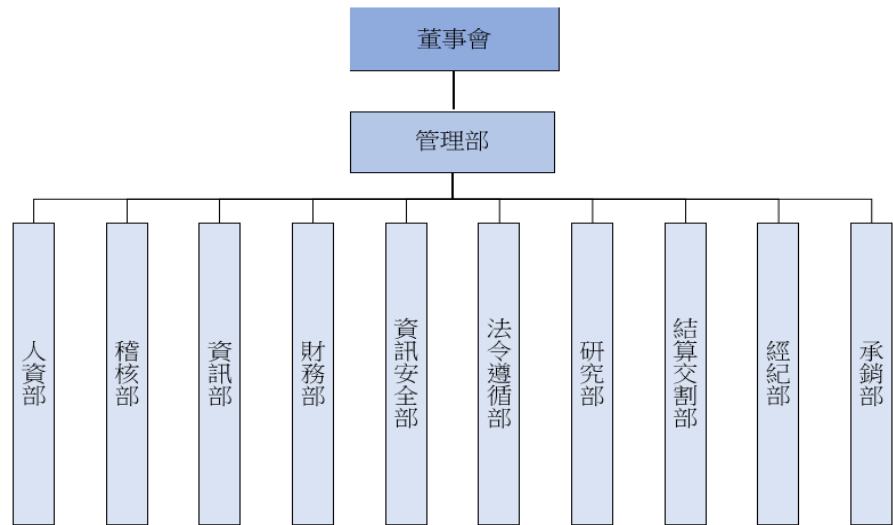 董事會
管理部
人資部
稽核部
資訊部
財務部
資訊安全部
法令遵循部
研究部
結算交割部
經紀部
承銷部